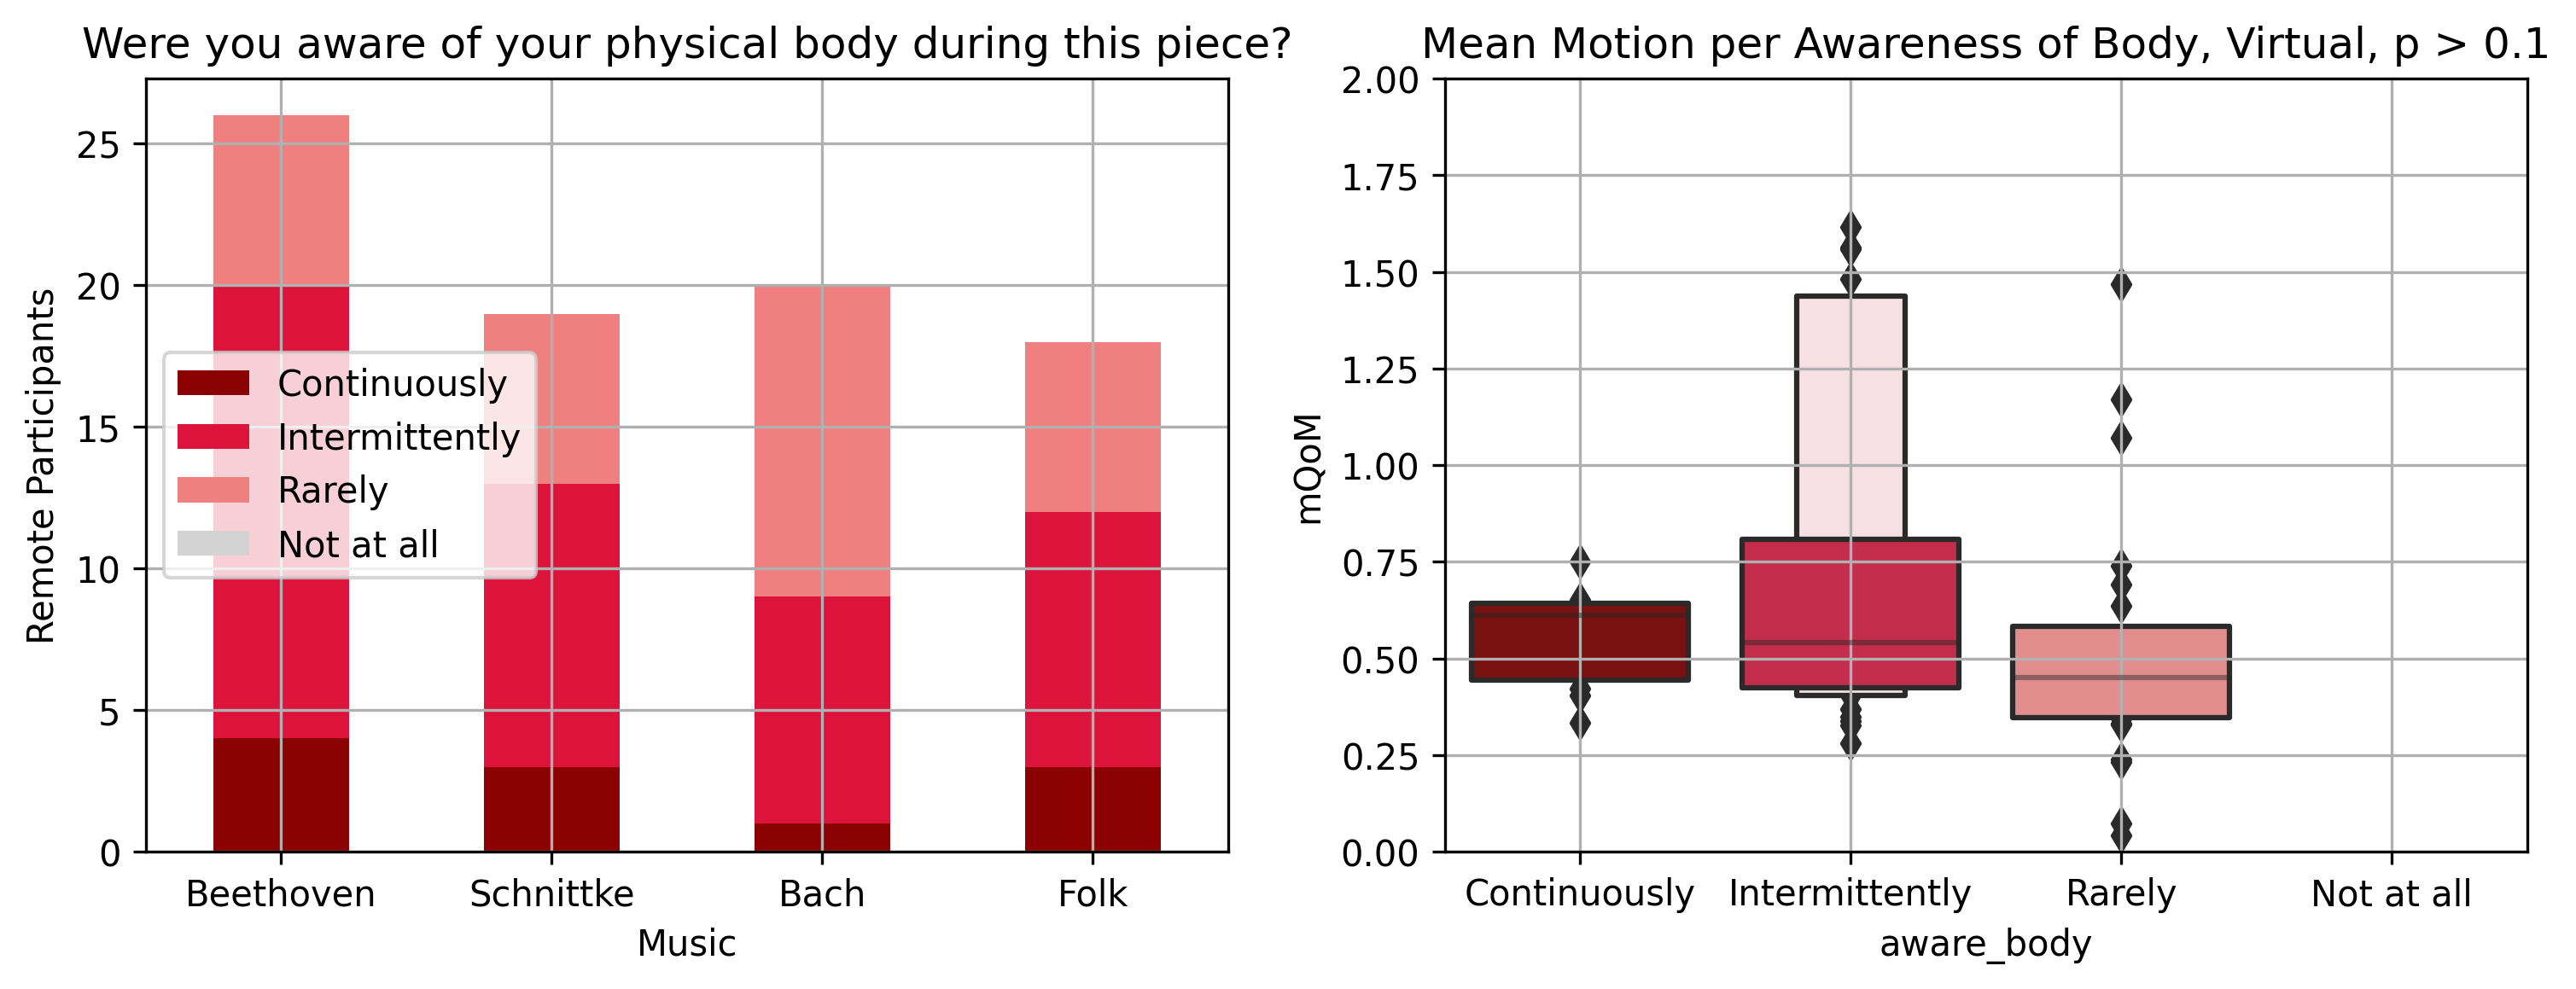 Were you aware of your physical body during this piece?
Remote Participants
25
20
15
10
5
0
Continuously
Intermittently
Rarely
Not at all
Beethoven
Schnittke
Bach
Folk
Music
Mean Motion per Awareness of Body, Virtual, p > 0.1
mQoM
2.00
1.75
1.50
1.25
1.00
0.75
0.50
0.25
0.00
Continuously
Intermittently
Rarely
Not at all
aware_body